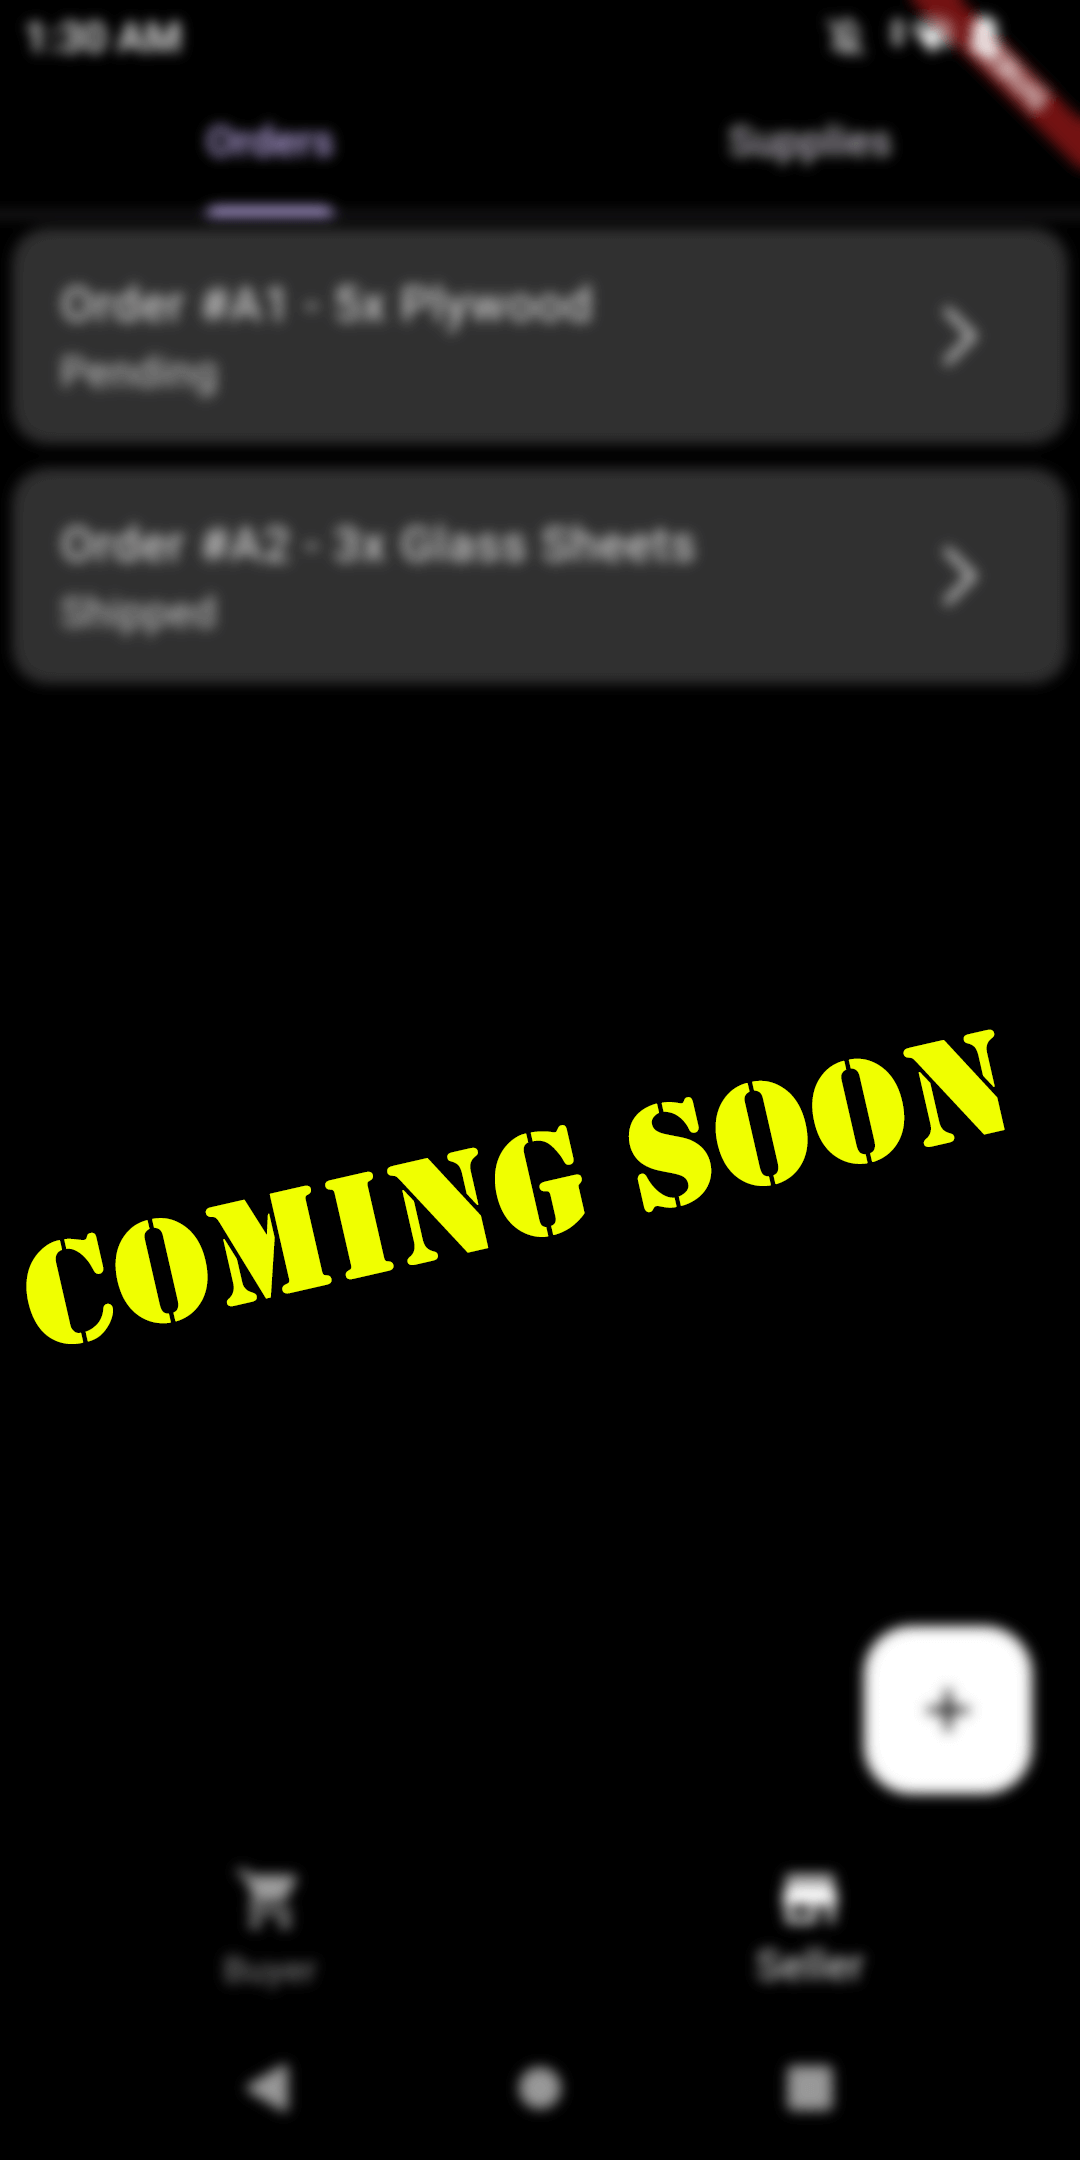 1:30 AM
Orders
Supplies
Order #A1 - 5x Plywood
Pending
Order #A2 - 3x Glass Sheets
Shipped
COMING SOON
+
Buyer
Seller